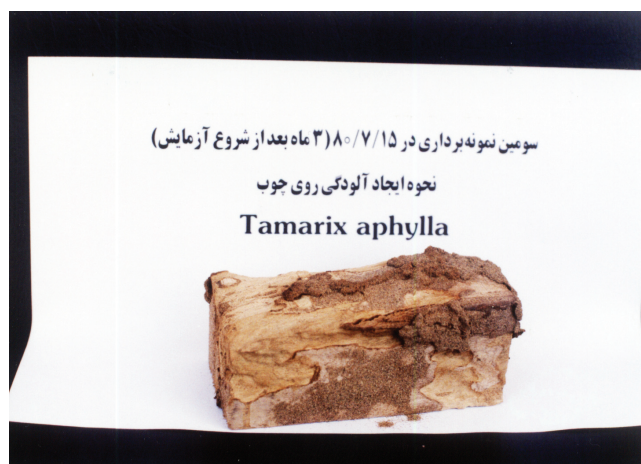 سومین نمونه‌برداری در ۸۰/۷/۱۵ (۳ ماه بعد از شروع آزمایش)
نحوه ایجاد آلودگی روی چوب
Tamarix aphylla